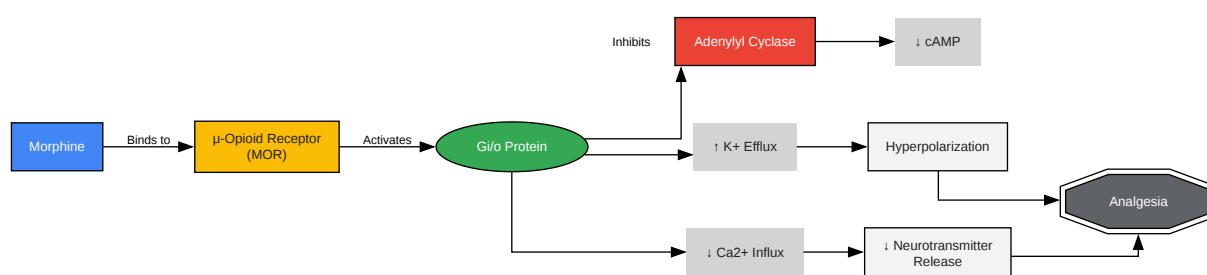 Inhibits
Adenylyl Cyclase
↓ cAMP
Morphine
Binds to
μ-Opioid Receptor
(MOR)
Activates
Gi/o Protein
↑ K+ Efflux
Hyperpolarization
Analgesia
↓ Ca2+ Influx
↓ Neurotransmitter
Release